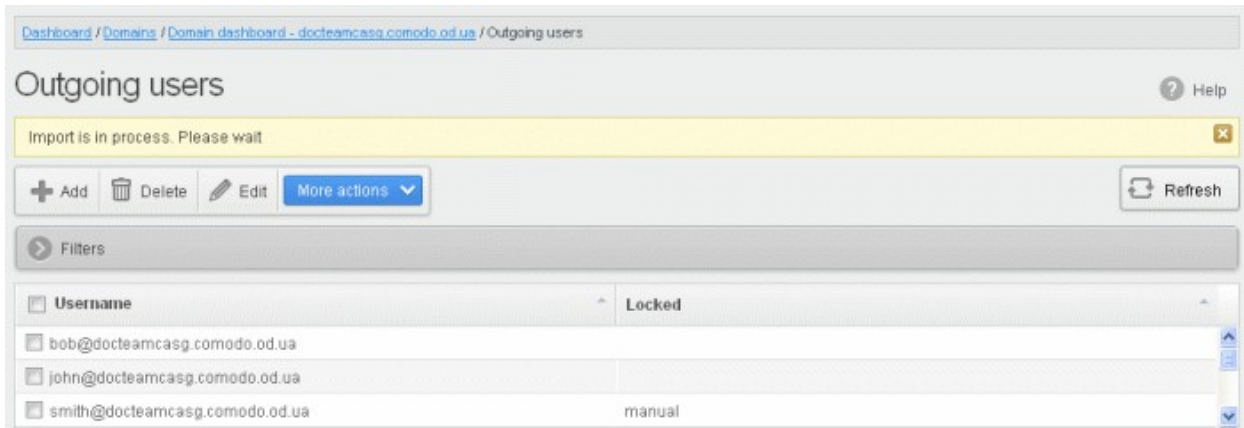 Dashboard / Domains / Domain dashboard - docteamcasg.comodo.od.ua / Outgoing users
Outgoing users
Help
Import is in process. Please wait
Add Delete Edit More actions Refresh
Filters
Username Locked
bob@docteamcasg.comodo.od.ua
john@docteamcasg.comodo.od.ua
smith@docteamcasg.comodo.od.ua manual